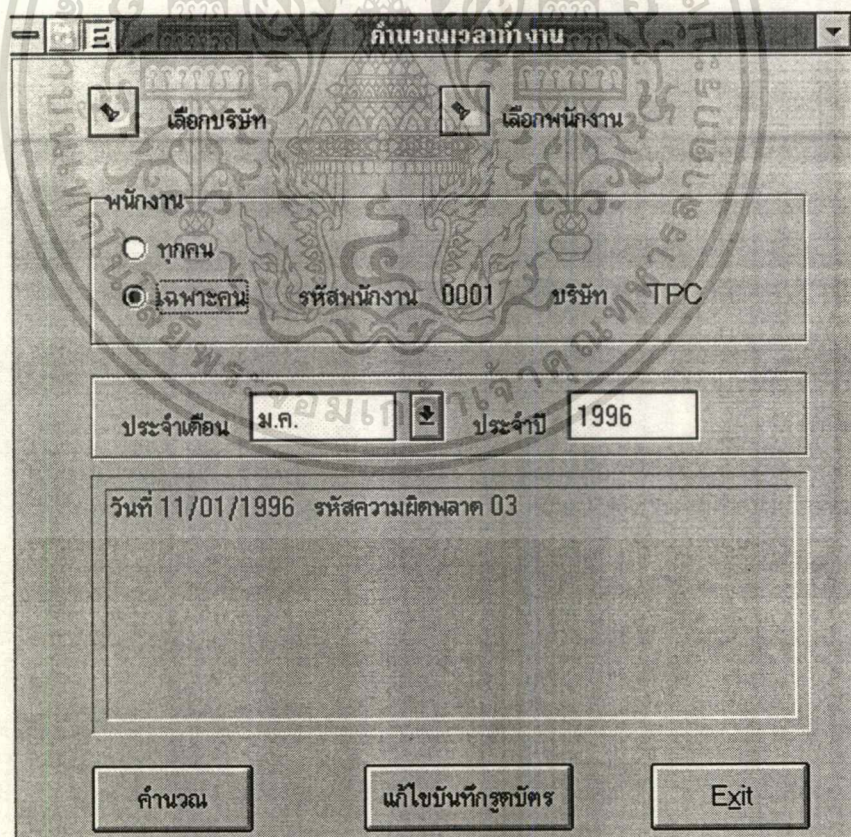 คำนวณเวลาทำงาน
เลือกบริษัท เลือกพนักงาน
พนักงาน
ทุกคน
เฉพาะคน รหัสพนักงาน 0001 บริษัท TPC
ประจำเดือน ม.ค. ประจำปี 1996
วันที่ 11/01/1996 รหัสความผิดพลาด 03
คำนวณ แก้ไขบันทึกรูดบัตร Exit